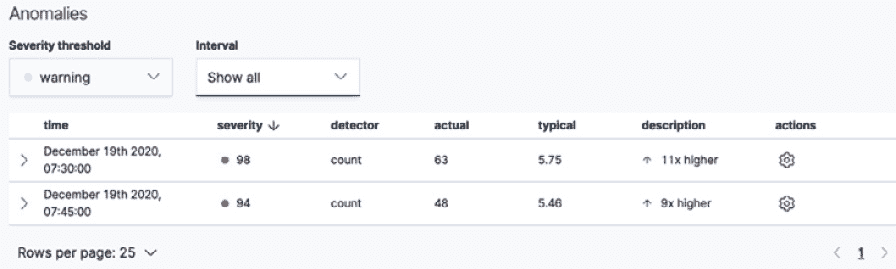 Anomalies
Severity threshold Interval
warning Show all
time severity ↓ detector actual typical description actions
December 19th 2020, 07:30:00 98 count 63 5.75 ↑ 11x higher
December 19th 2020, 07:45:00 94 count 48 5.46 ↑ 9x higher
Rows per page: 25 < 1 >